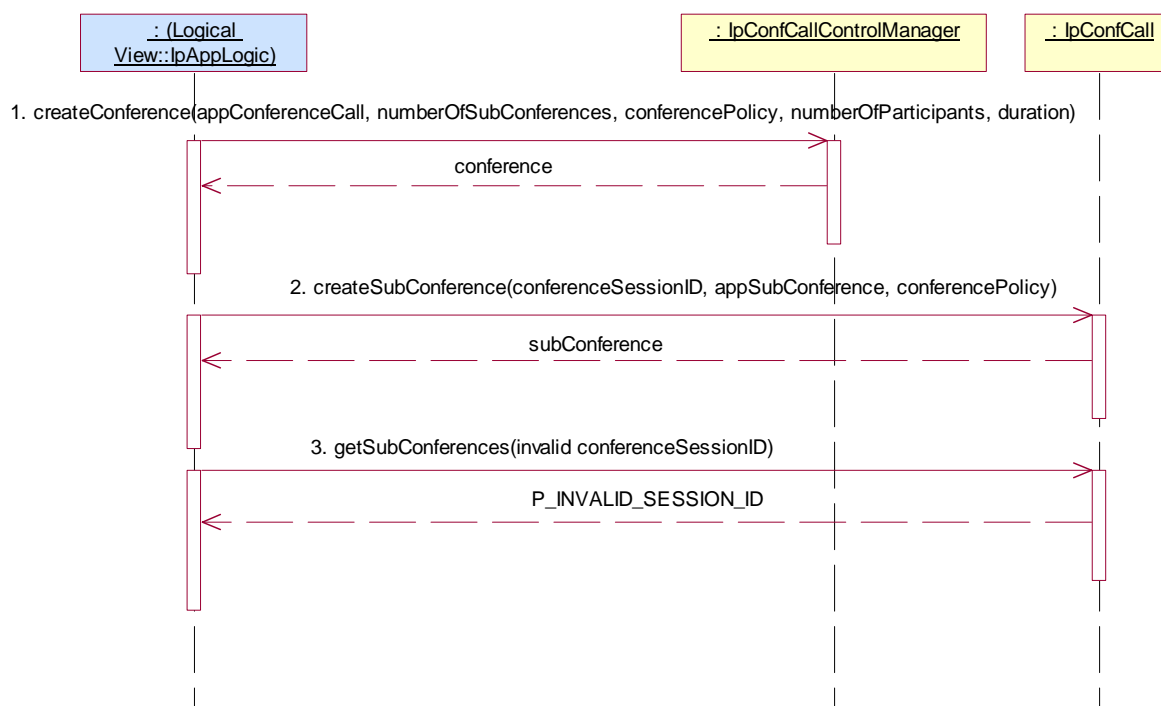 : (Logical
View::IpAppLogic)
: IpConfCallControlManager
: IpConfCall
1. createConference(appConferenceCall, numberOfSubConferences, conferencePolicy, numberOfParticipants, duration)
conference
2. createSubConference(conferenceSessionID, appSubConference, conferencePolicy)
subConference
3. getSubConferences(invalid conferenceSessionID)
P_INVALID_SESSION_ID